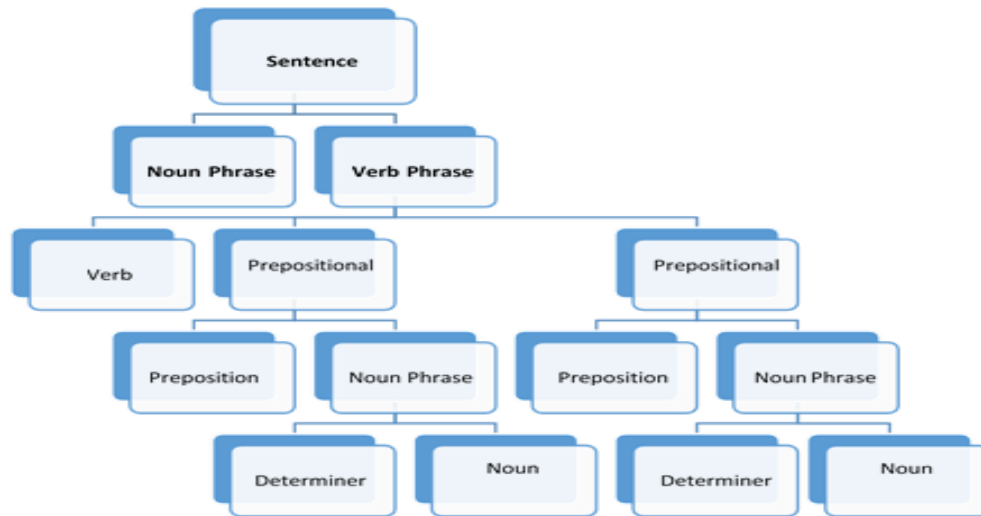 Sentence
Noun Phrase
Verb Phrase
Verb
Prepositional
Prepositional
Preposition
Noun Phrase
Preposition
Noun Phrase
Determiner
Noun
Determiner
Noun